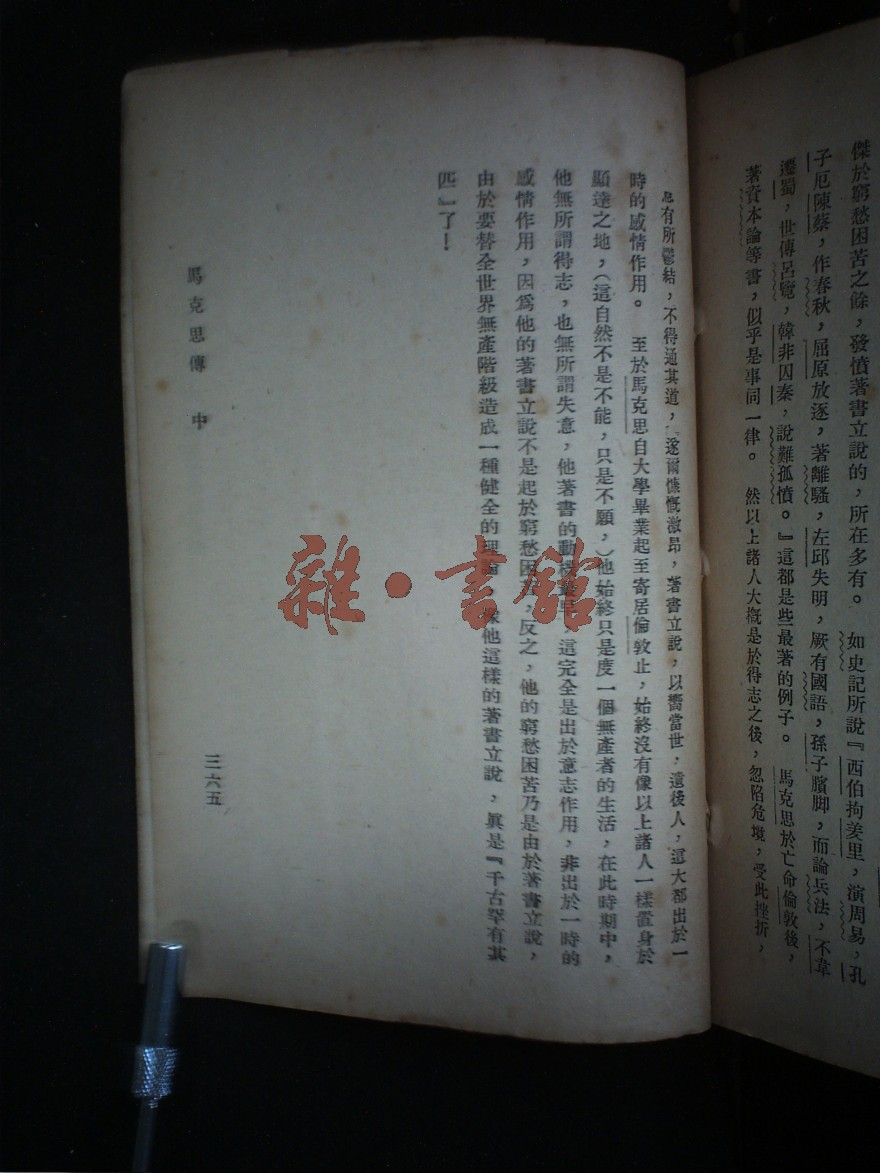 傑於窮愁困苦之餘，發憤著書立說的，所在多有。　如史記所說『西伯拘羑里，演周易，孔
子厄陳蔡，作春秋，屈原放逐，著離騷，左邱失明，厥有國語，孫子臏脚，而論兵法，不韋
遷蜀，世傳呂覽，韓非囚秦，說難孤憤。』這都是些最著的例子。　馬克思於亡命倫敦後，
著資本論等書，似乎是事同一律。　然以上諸人大概是於得志之後，忽陷危境，受此挫折，
有所鬱結，不得通其道，遂爾慷慨激昂，著書立說，以嚮當世，遺後人，這大都出於一
時的感情作用。　至於馬克思自大學畢業起至寄居倫敦止，始終沒有像以上諸人一樣置身於
顯達之地，（這自然不是不能，只是不願，）他始終只是度一個無產者的生活，在此時期中，
他無所謂得志，也無所謂失意，他著書的動機，這完全是出於意志作用，非出於一時的
感情作用，因爲他的著書立說不是起於窮愁困苦，反之，他的窮愁困苦乃是由於著書立說，
由於要替全世界無產階級造成一種健全的理論，像他這樣的著書立說，眞是『千古罕有其
匹』了！
馬克思傳　中
三六五
雜·書館